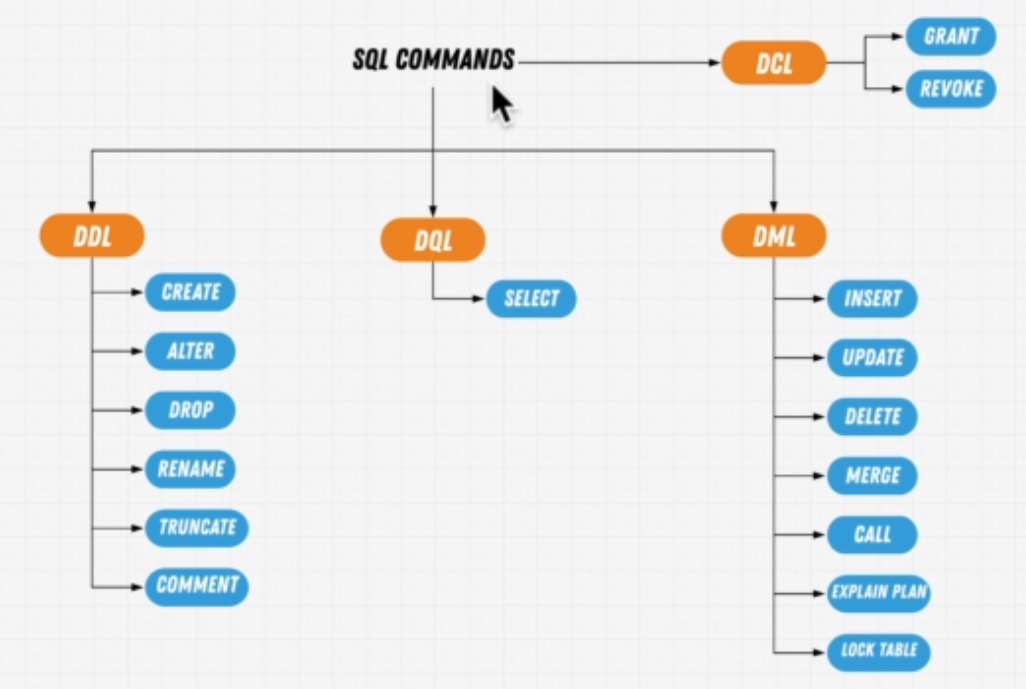 SQL COMMANDS
DCL
GRANT
REVOKE
DDL
CREATE
ALTER
DROP
RENAME
TRUNCATE
COMMENT
DQL
SELECT
DML
INSERT
UPDATE
DELETE
MERGE
CALL
EXPLAIN PLAN
LOCK TABLE